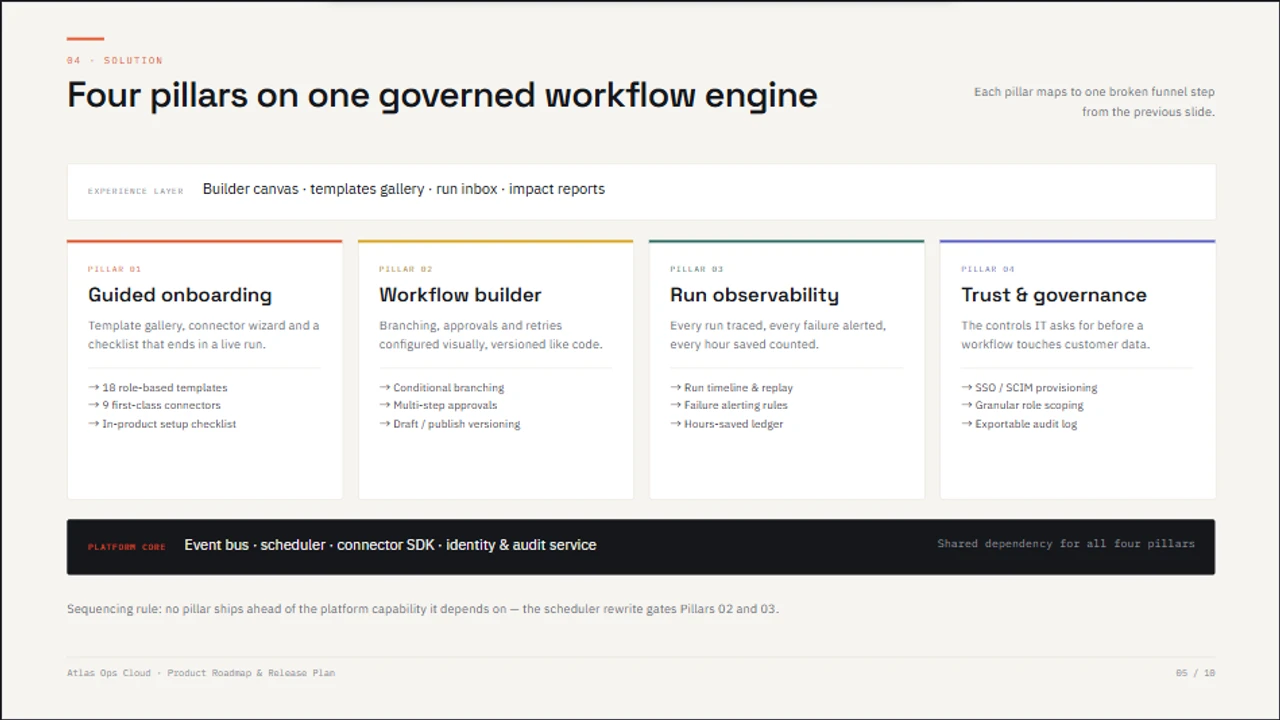 04 · SOLUTION
Four pillars on one governed workflow engine
Each pillar maps to one broken funnel step
from the previous slide.
EXPERIENCE LAYER Builder canvas · templates gallery · run inbox · impact reports
PILLAR 01
Guided onboarding
Template gallery, connector wizard and a
checklist that ends in a live run.
→ 18 role-based templates
→ 9 first-class connectors
→ In-product setup checklist
PILLAR 02
Workflow builder
Branching, approvals and retries
configured visually, versioned like code.
→ Conditional branching
→ Multi-step approvals
→ Draft / publish versioning
PILLAR 03
Run observability
Every run traced, every failure alerted,
every hour saved counted.
→ Run timeline & replay
→ Failure alerting rules
→ Hours-saved ledger
PILLAR 04
Trust & governance
The controls IT asks for before a
workflow touches customer data.
→ SSO / SCIM provisioning
→ Granular role scoping
→ Exportable audit log
PLATFORM CORE Event bus · scheduler · connector SDK · identity & audit service
Shared dependency for all four pillars
Sequencing rule: no pillar ships ahead of the platform capability it depends on — the scheduler rewrite gates Pillars 02 and 03.
Atlas Ops Cloud · Product Roadmap & Release Plan
05 / 18